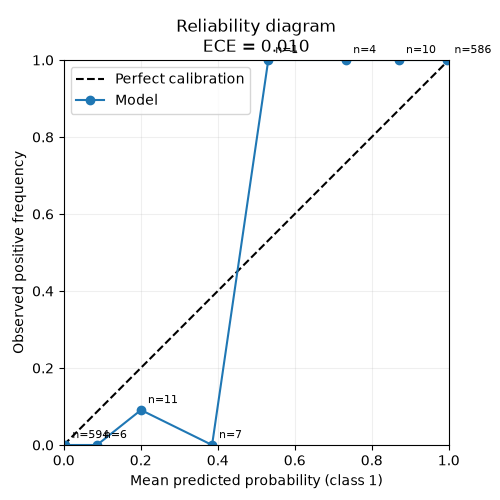 Reliability diagram
ECE = 0.010
n=4
n=10
n=586
1.0
Perfect calibration
Model
0.8
0.6
0.4
0.2
n=11
n=594
n=6
n=7
0.0
0.0
0.2
0.4
0.6
0.8
1.0
Observed positive frequency
Mean predicted probability (class 1)